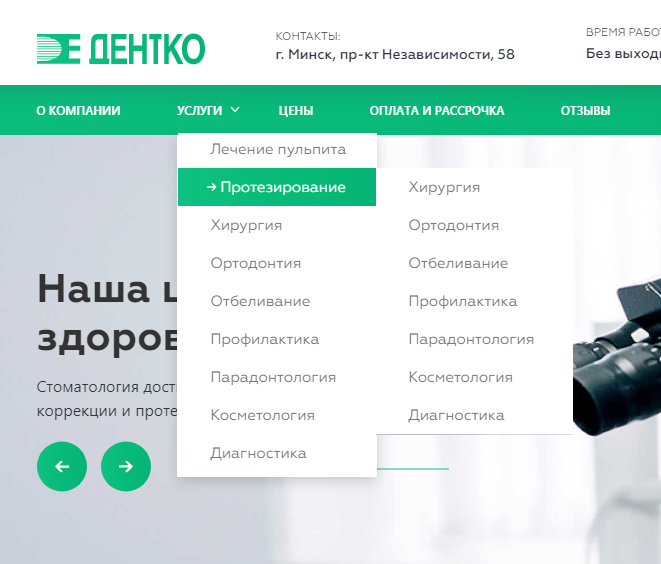 ДЕНТКО
КОНТАКТЫ:
г. Минск, пр-кт Независимости, 58
ВРЕМЯ
Без
О КОМПАНИИ
УСЛУГИ
ЦЕНЫ
ОПЛАТА И РАССРОЧКА
ОТЗЫВЫ
Лечение пульпита
→ Протезирование
Хирургия
Ортодонтия
Отбеливание
Профилактика
Парадонтология
Косметология
Диагностика
Хирургия
Ортодонтия
Отбеливание
Профилактика
Парадонтология
Косметология
Диагностика
Наша
здоров
Стоматология дост
коррекции и проте